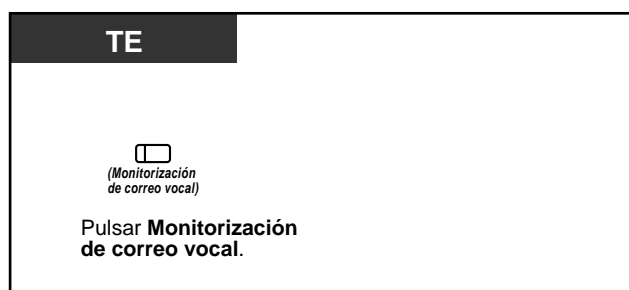 TE
(Monitorización
de correo vocal)
Pulsar Monitorización
de correo vocal.